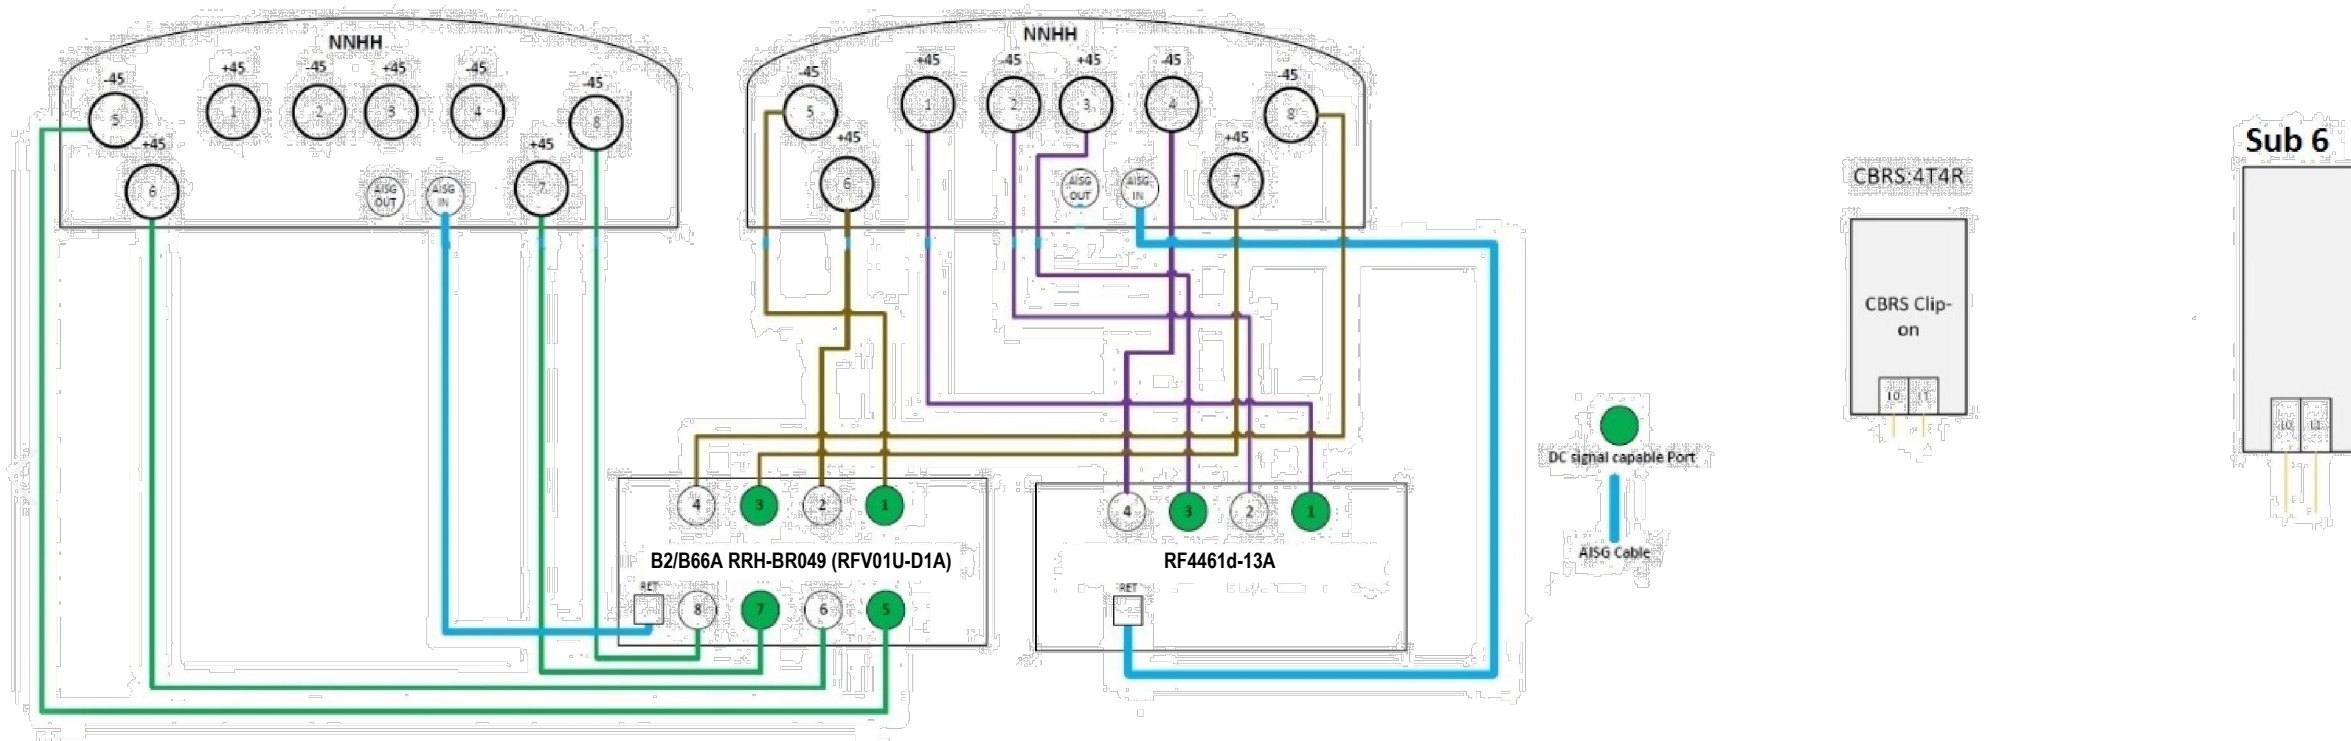 NNHH
-45
+45
-45
+45
-45
-45
5
1
2
3
4
8
+45
+45
6
AISG
OUT
AISG
IN
7
NNHH
-45
+45
-45
+45
-45
-45
5
1
2
3
4
8
+45
+45
6
AISG
OUT
AISG
IN
7
4
3
2
1
B2/B66A RRH-BR049 (RFV01U-D1A)
RET
8
7
6
5
4
3
2
1
RF4461d-13A
RET
DC signal capable Port
AISG Cable
CBRS:4T4R
CBRS Clip-
on
Sub 6